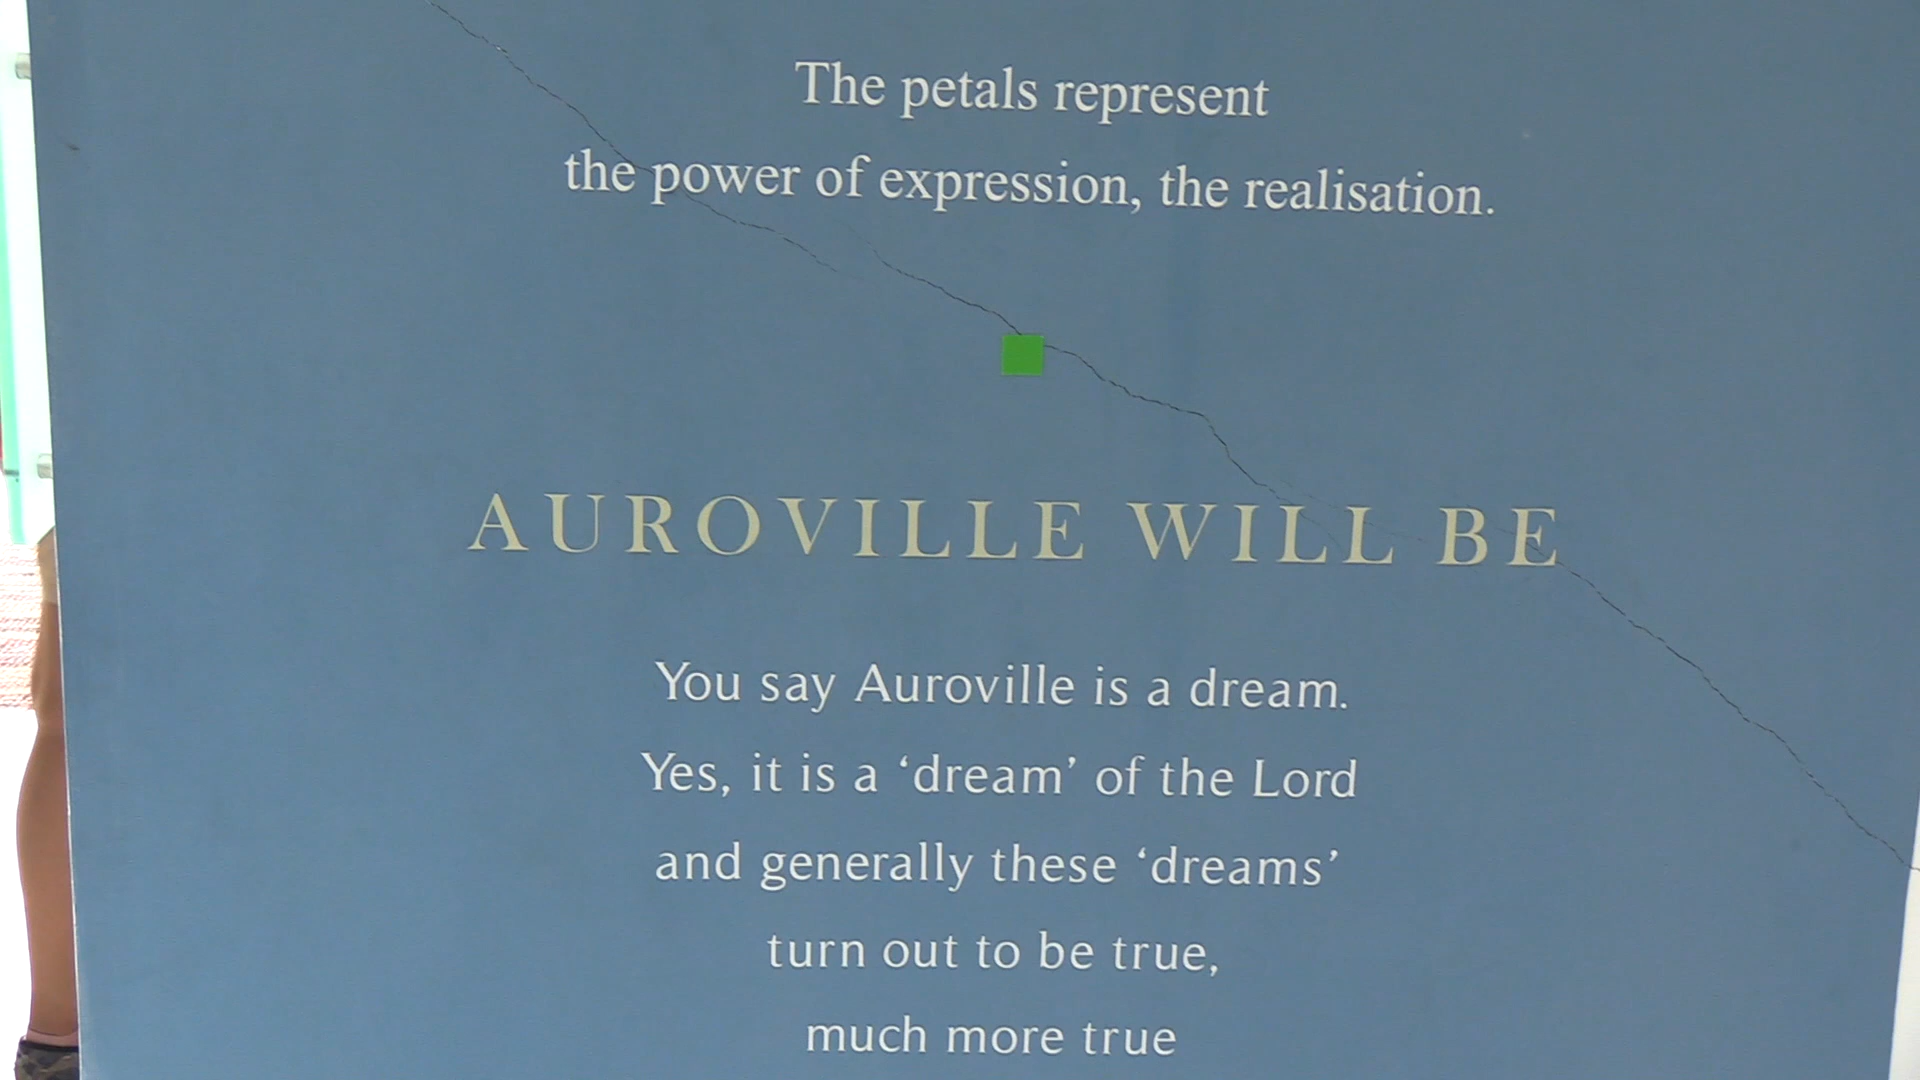 The petals represent
the power of expression, the realisation.
AUROVILLE WILL BE
You say Auroville is a dream.
Yes, it is a ‘dream’ of the Lord
and generally these ‘dreams’
turn out to be true,
much more true